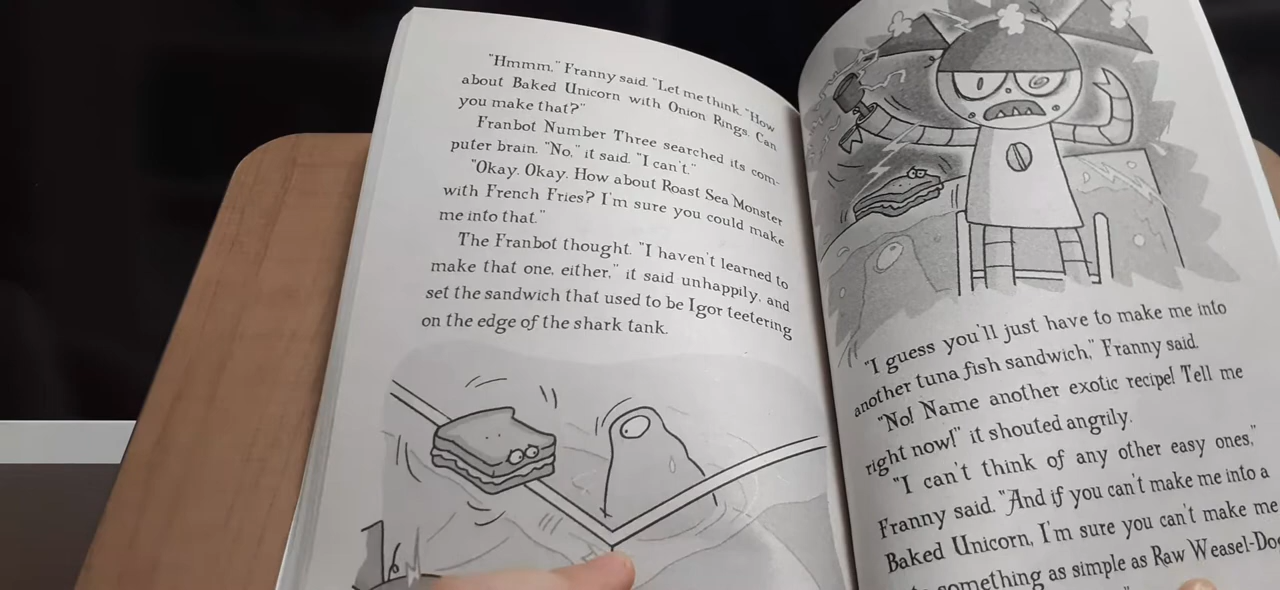 "Hmmm," Franny said. "Let me think. "How
about Baked Unicorn with Onion Rings. Can
you make that?"
Franbot Number Three searched its com-
puter brain. "No," it said. "I can't."
"Okay. Okay. How about Roast Sea Monster
with French Fries? I'm sure you could make
me into that."
The Franbot thought. "I haven't learned to
make that one, either," it said unhappily, and
set the sandwich that used to be Igor teetering
on the edge of the shark tank.
"I guess you'll just have to make me into
another tuna fish sandwich," Franny said.
"No! Name another exotic recipe! Tell me
right now!" it shouted angrily.
"I can't think of any other easy ones,"
Franny said. "And if you can't make me into a
Baked Unicorn, I'm sure you can't make me
something as simple as Raw Weasel-Dog